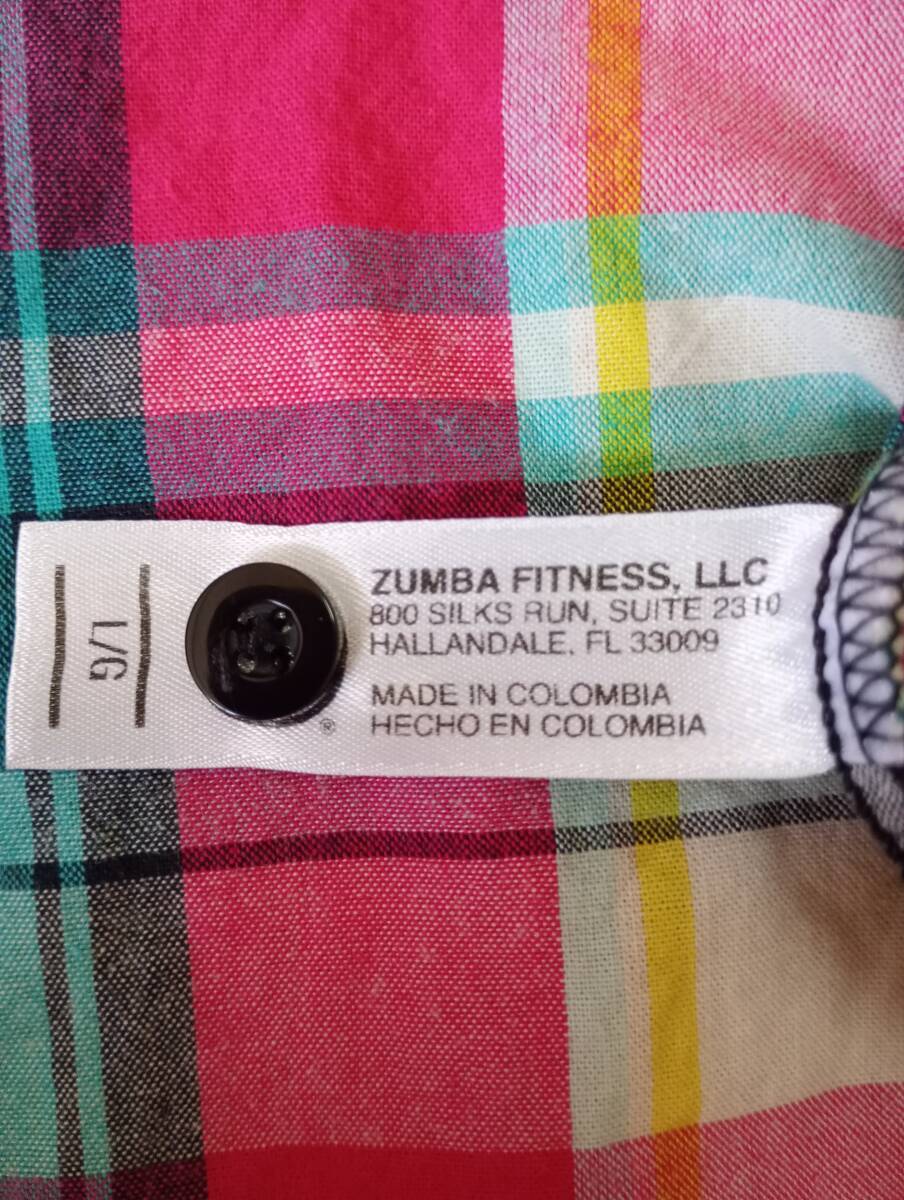 L/G
ZUMBA FITNESS, LLC
800 SILKS RUN, SUITE 2310
HALLANDALE, FL 33009
MADE IN COLOMBIA
HECHO EN COLOMBIA
®